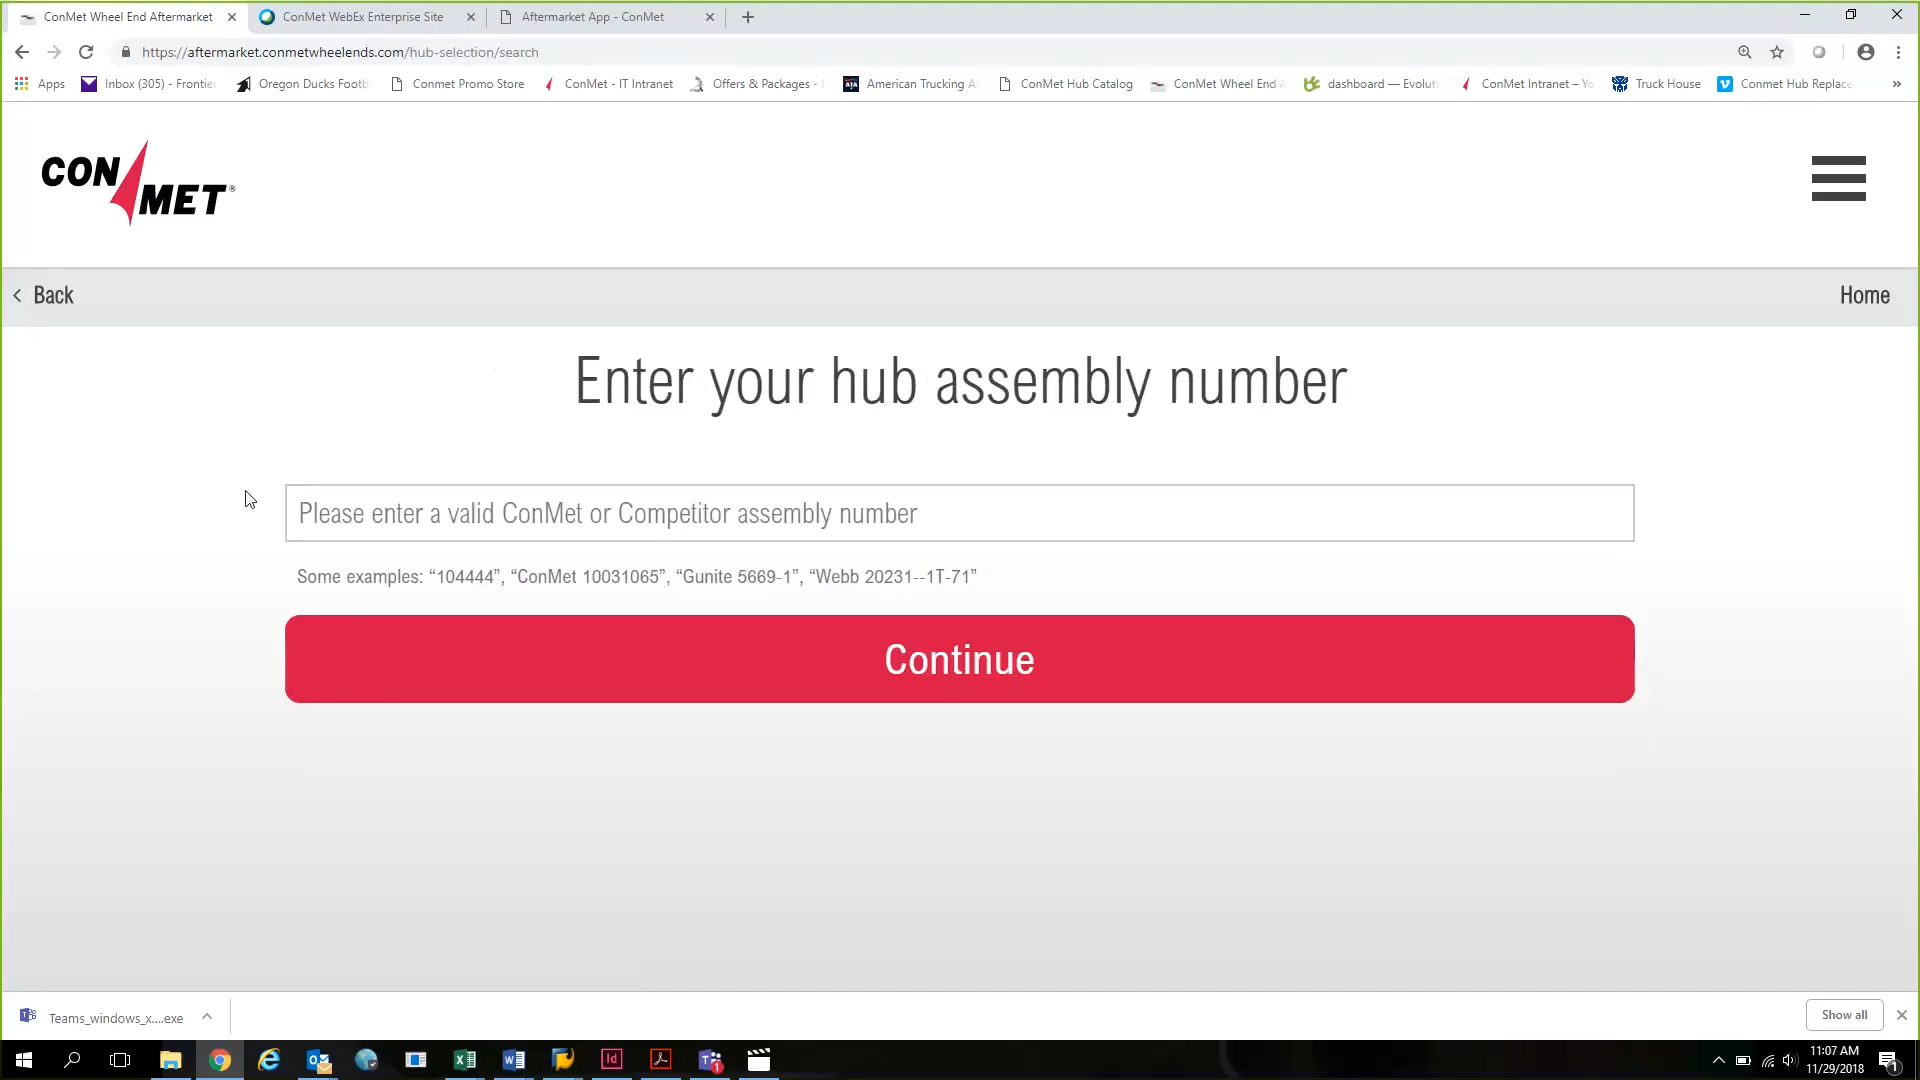 ConMet Wheel End Aftermarket
ConMet WebEx Enterprise Site
Aftermarket App - ConMet
https://aftermarket.conmetwheelends.com/hub-selection/search
Apps
Inbox (305) - Frontier
Oregon Ducks Footb
Conmet Promo Store
ConMet - IT Intranet
Offers & Packages -
American Trucking A
ConMet Hub Catalog
ConMet Wheel End A
dashboard — Evoluti
ConMet Intranet – Yo
Truck House
Conmet Hub Replace
»
CONMET®
Back
Home
Enter your hub assembly number
Please enter a valid ConMet or Competitor assembly number
Some examples: “104444”, “ConMet 10031065”, “Gunite 5669-1”, “Webb 20231--1T-71”
Continue
Teams_windows_x....exe
Show all
11:07 AM
11/29/2018
1
1